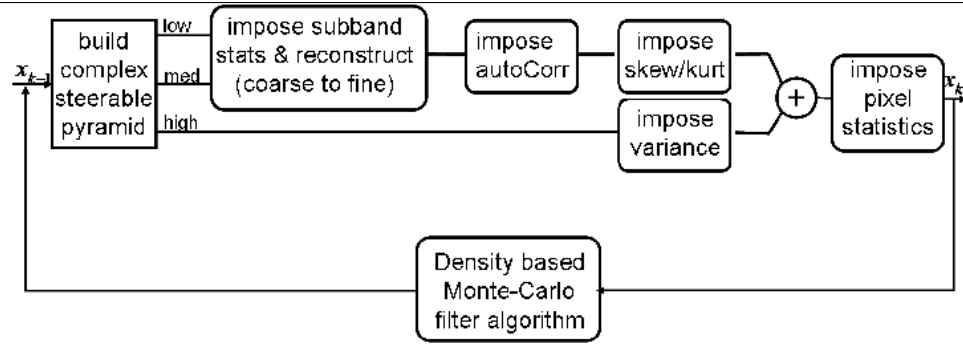 x_{k-1}
build
complex
steerable
pyramid
low
med
high
impose subband
stats & reconstruct
(coarse to fine)
impose
autoCorr
impose
skew/kurt
impose
variance
+
impose
pixel
statistics
x_k
Density based
Monte-Carlo
filter algorithm